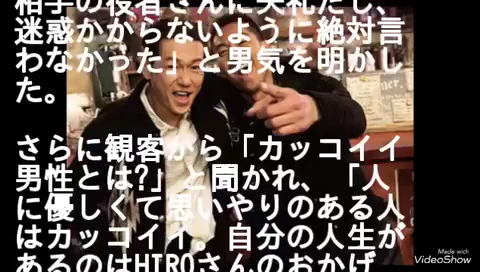 相手の役者さんに失礼だし、
迷惑かからないように絶対言
わなかった」と男気を明かし
た。
さらに観客から「カッコイイ
男性とは?」と聞かれ、「人
に優しくて思いやりのある人
はカッコイイ。自分の人生が
あるのはHIROさんのおかげ
Made with
VideoShow